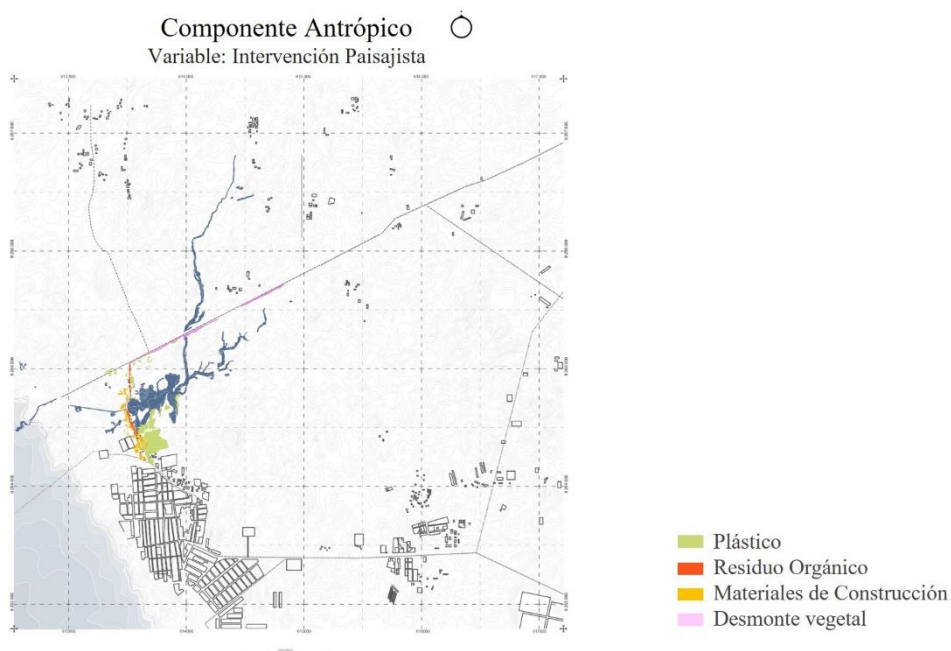 Componente Antrópico
Variable: Intervención Paisajista
Plástico
Residuo Orgánico
Materiales de Construcción
Desmonte vegetal